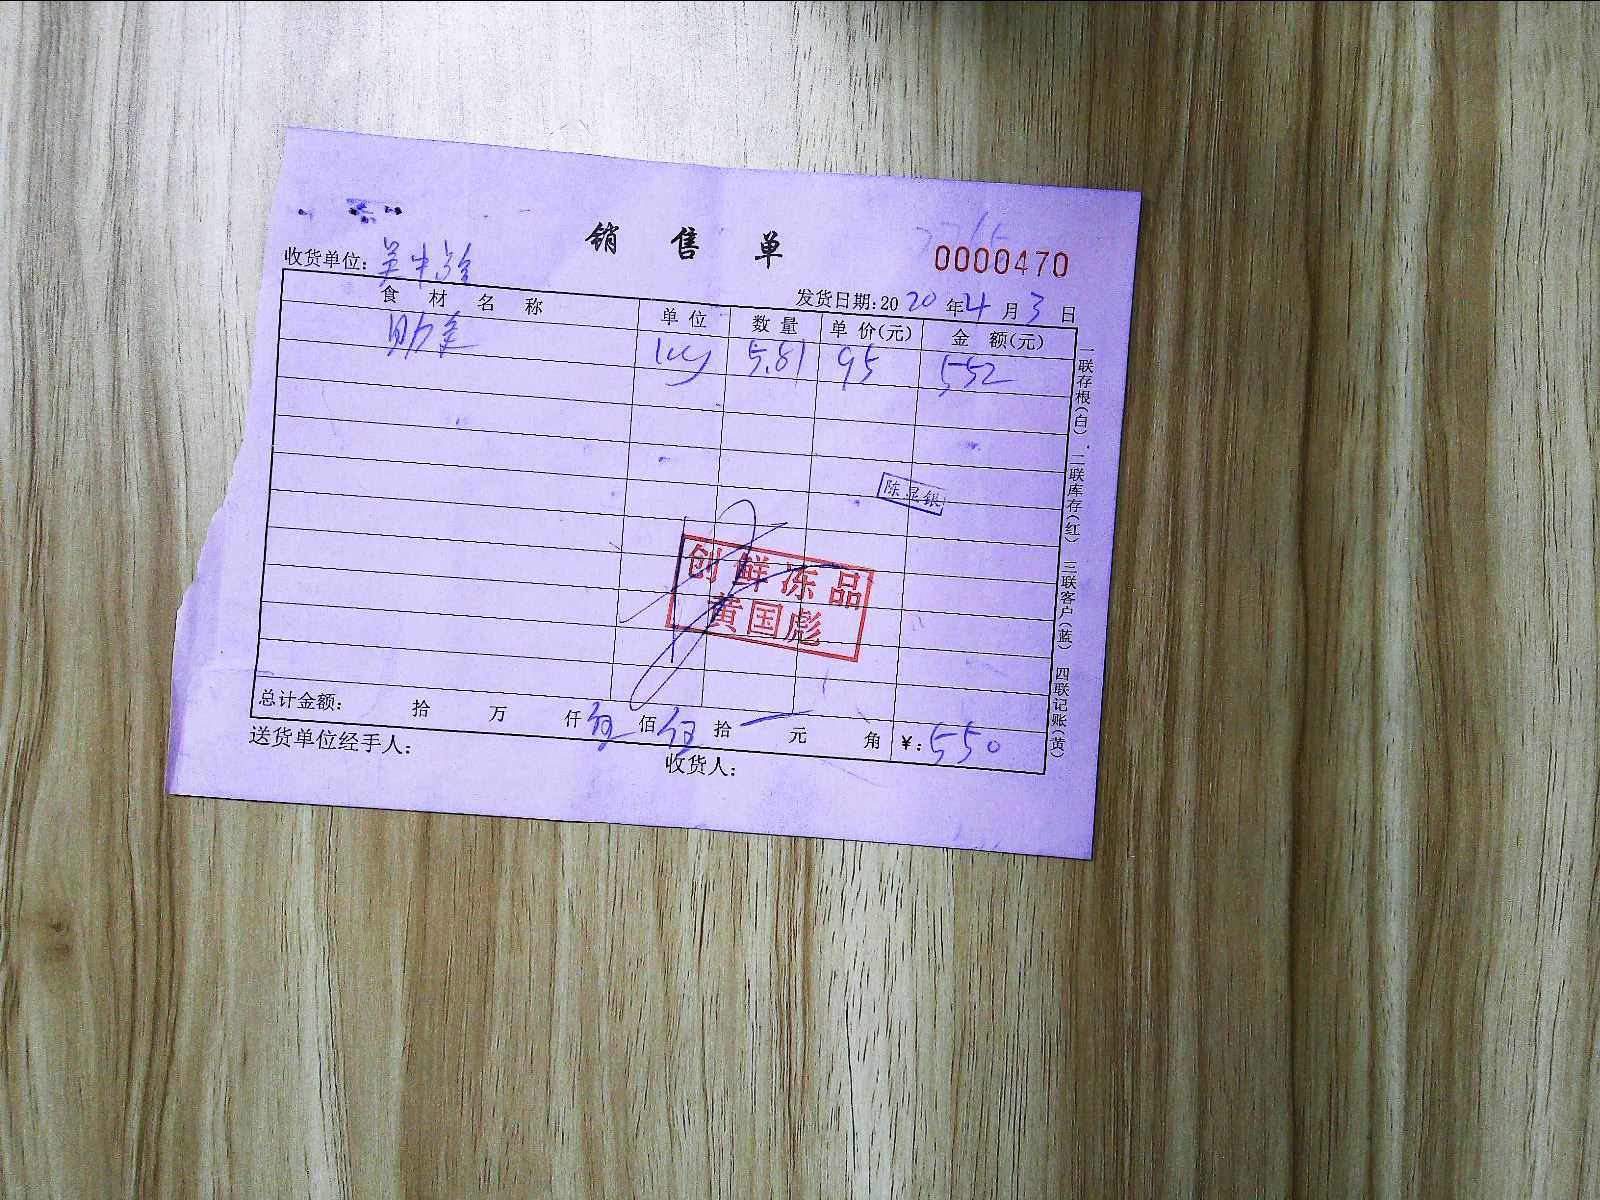 销 售 单
0000470
收货单位:
发货日期:2020年4月3日
食 材 名 称 单 位 数 量 单 价(元) 金 额(元)
kg 5.81 95 552
陈显银
创鲜冻品
黄国彪
总计金额: 拾 万 仟 伍 佰 伍 拾 元 角 ¥:550
送货单位经手人: 收货人:
一联存根(白) 二联库存(红) 三联客户(蓝) 四联记账(黄)